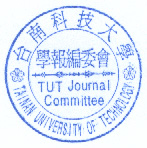 台南科技大學
學報編委會
TUT Journal
Committee
TAINAN UNIVERSITY OF TECHNOLOGY